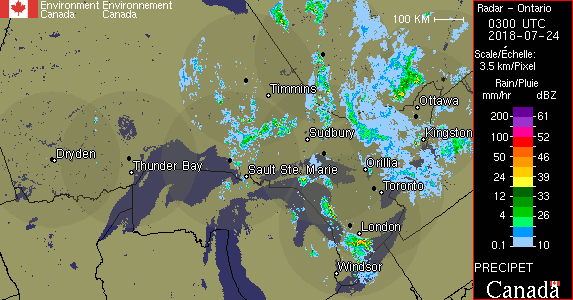 Environment Environnement
Canada Canada
100 KM
Timmins
Ottawa
Sudbury
Kingston
Dryden
Thunder Bay
Sault Ste. Marie
Orillia
Toronto
London
Windsor
Radar - Ontario
0300 UTC
2018-07-24
Scale/Échelle:
3.5 km/Pixel
Rain/Pluie
mm/hr dBZ
200 61
100 52
50 46
24 39
12 33
4 26
0.1 10
PRECIPET
Canada